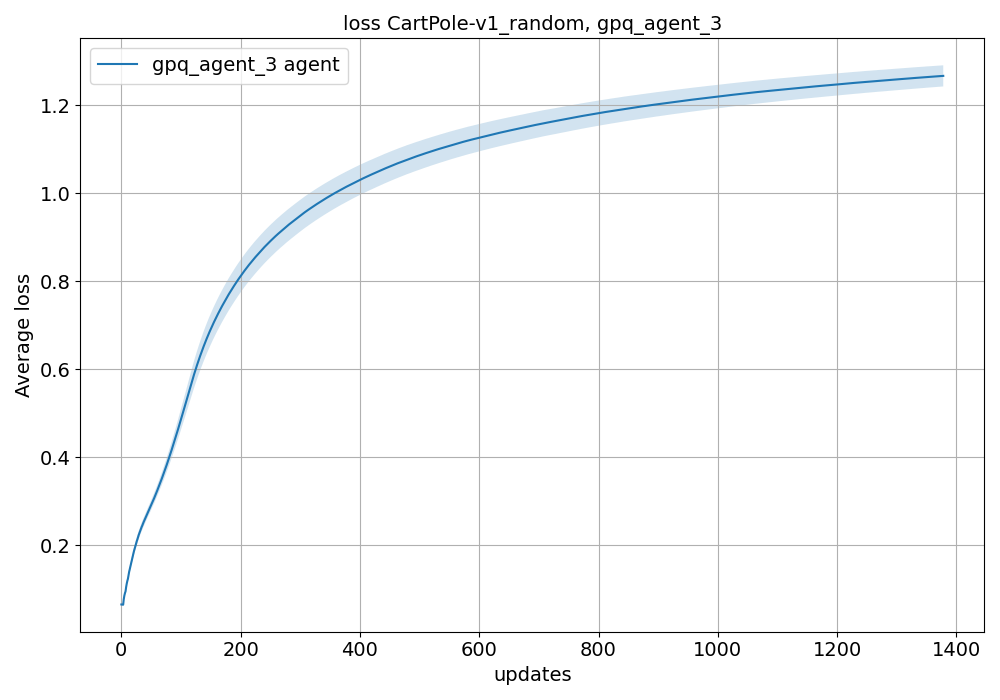 loss CartPole-v1_random, gpq_agent_3
gpq_agent_3 agent
Average loss
1.2
1.0
0.8
0.6
0.4
0.2
0 200 400 600 800 1000 1200 1400
updates